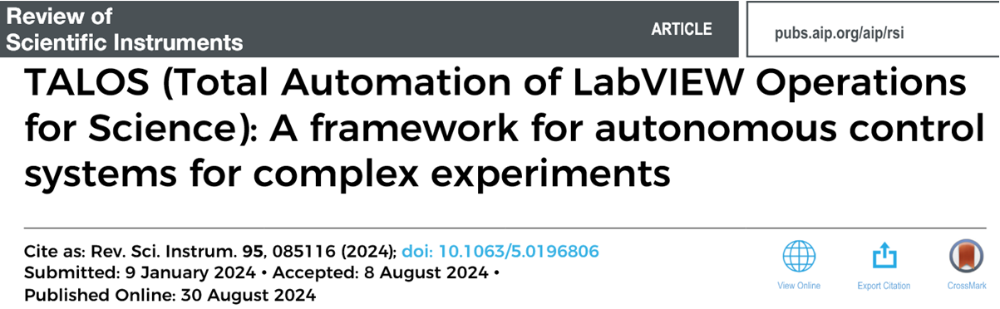 Review of
Scientific Instruments
ARTICLE
pubs.aip.org/aip/rsi
TALOS (Total Automation of LabVIEW Operations
for Science): A framework for autonomous control
systems for complex experiments
Cite as: Rev. Sci. Instrum. 95, 085116 (2024); doi: 10.1063/5.0196806
Submitted: 9 January 2024 • Accepted: 8 August 2024 •
Published Online: 30 August 2024
View Online
Export Citation
CrossMark